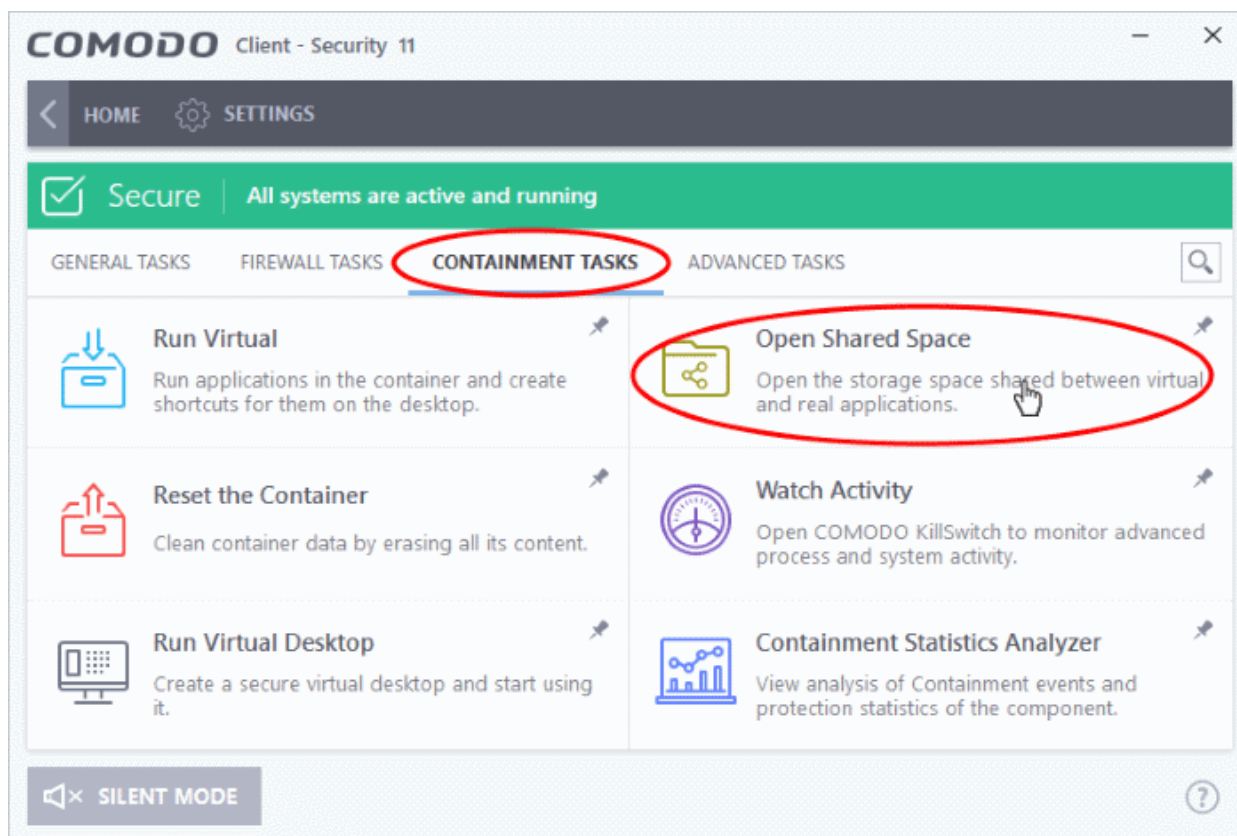 COMODO Client - Security 11
HOME SETTINGS
Secure All systems are active and running
GENERAL TASKS FIREWALL TASKS CONTAINMENT TASKS ADVANCED TASKS
Run Virtual
Run applications in the container and create
shortcuts for them on the desktop.
Open Shared Space
Open the storage space shared between virtual
and real applications.
Reset the Container
Clean container data by erasing all its content.
Watch Activity
Open COMODO KillSwitch to monitor advanced
process and system activity.
Run Virtual Desktop
Create a secure virtual desktop and start using
it.
Containment Statistics Analyzer
View analysis of Containment events and
protection statistics of the component.
SILENT MODE
?